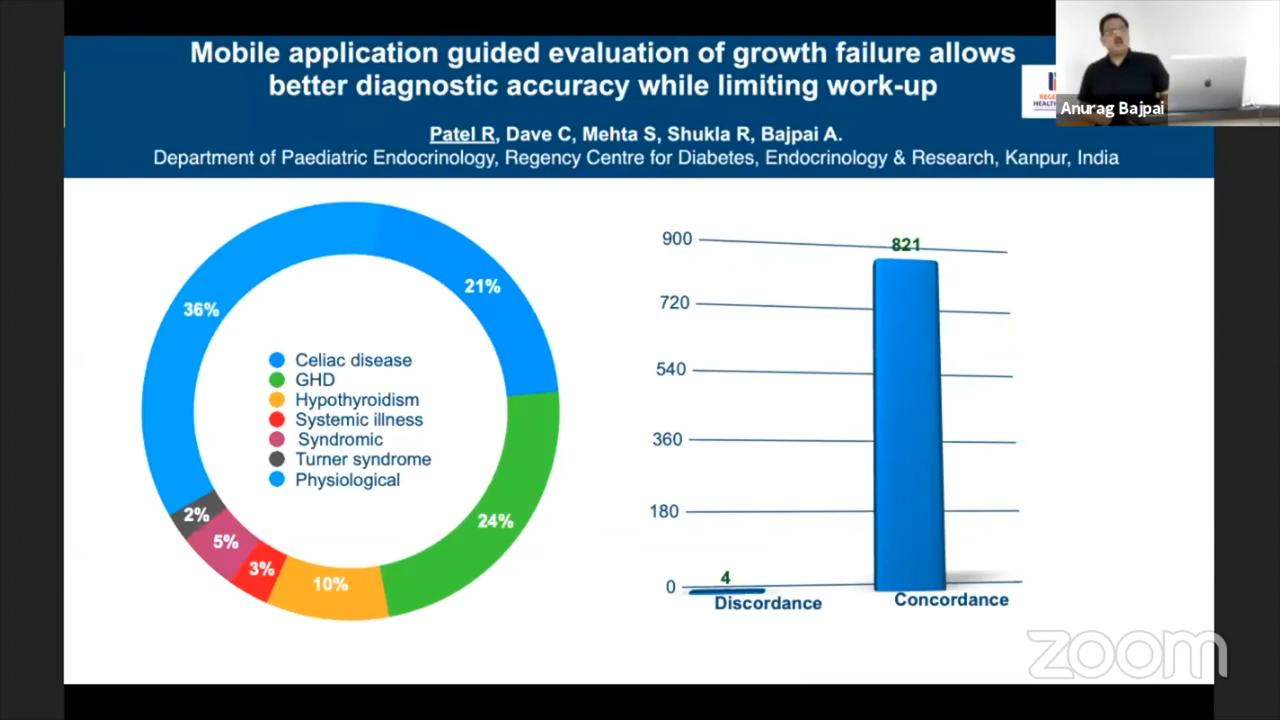 Mobile application guided evaluation of growth failure allows
better diagnostic accuracy while limiting work-up
Patel R, Dave C, Mehta S, Shukla R, Bajpai A.
Department of Paediatric Endocrinology, Regency Centre for Diabetes, Endocrinology & Research, Kanpur, India
Anurag Bajpai
36%
21%
24%
10%
3%
5%
2%
Celiac disease
GHD
Hypothyroidism
Systemic illness
Syndromic
Turner syndrome
Physiological
900
720
540
360
180
0
821
4
Discordance
Concordance
zoom